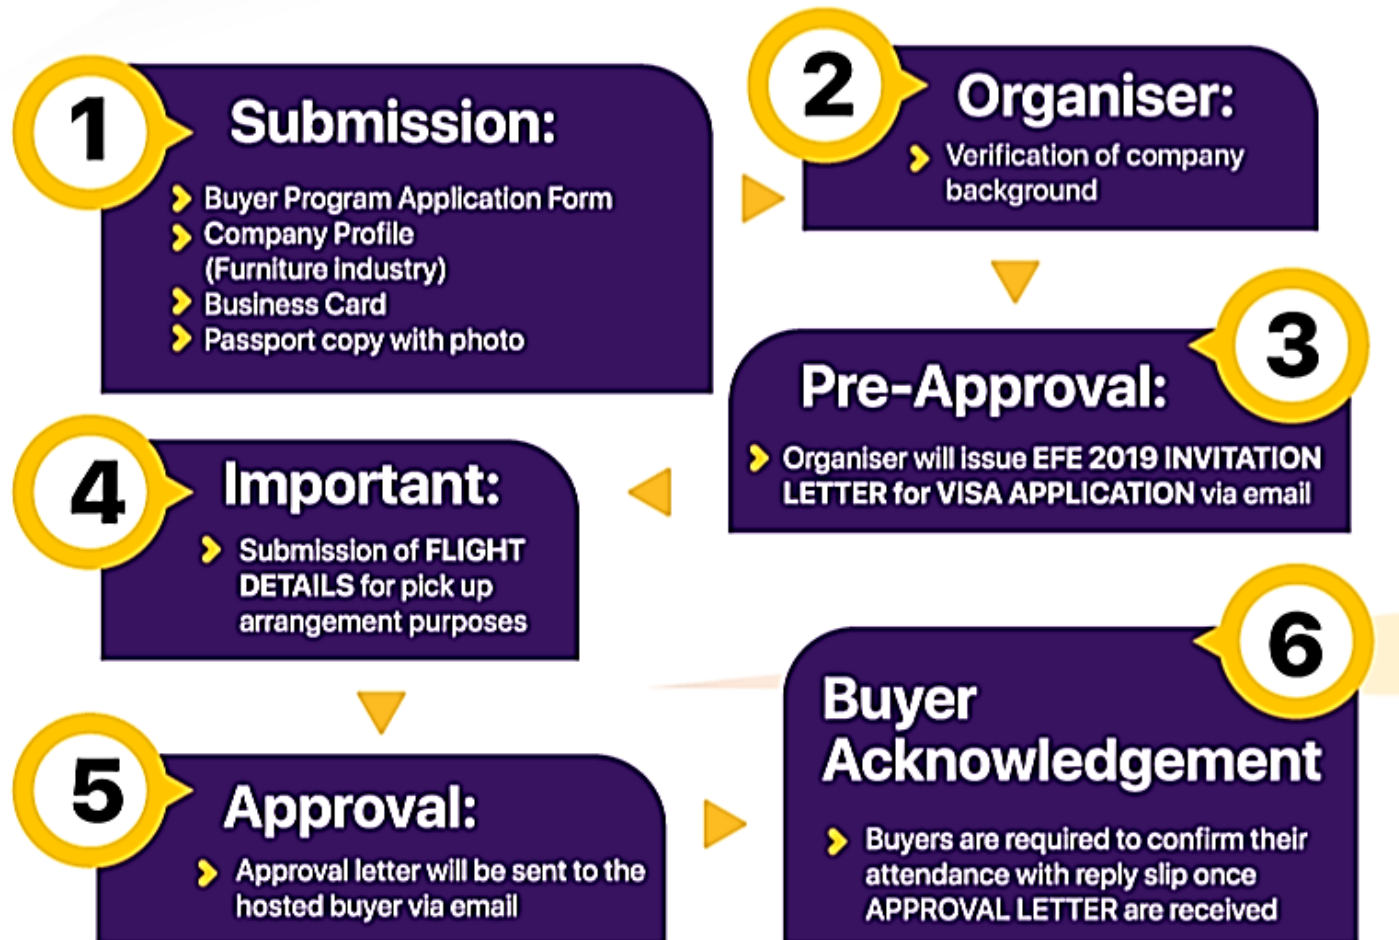 1
Submission:
Buyer Program Application Form
Company Profile
(Furniture industry)
Business Card
Passport copy with photo
2
Organiser:
Verification of company
background
3
Pre-Approval:
Organiser will issue EFE 2019 INVITATION
LETTER for VISA APPLICATION via email
4
Important:
Submission of FLIGHT
DETAILS for pick up
arrangement purposes
5
Approval:
Approval letter will be sent to the
hosted buyer via email
6
Buyer
Acknowledgement
Buyers are required to confirm their
attendance with reply slip once
APPROVAL LETTER are received